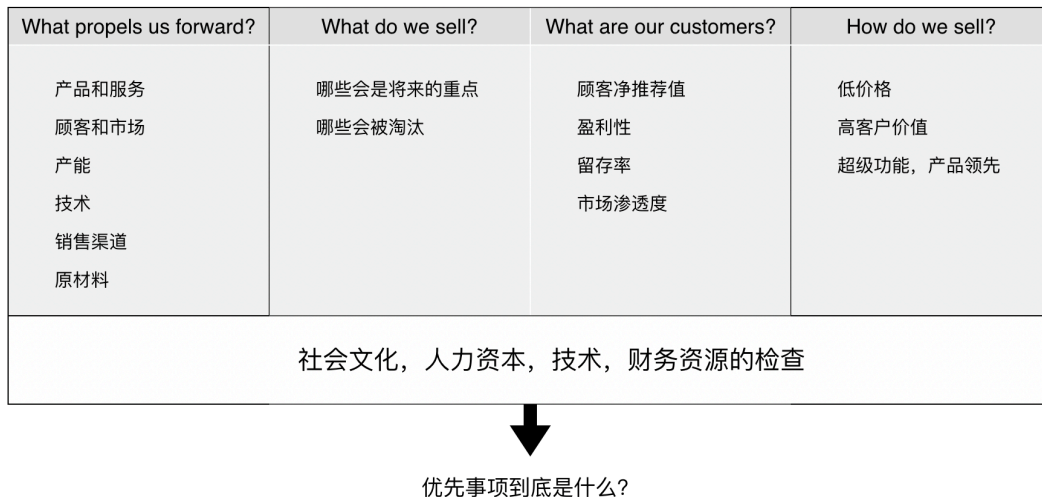 What propels us forward?
产品和服务
顾客和市场
产能
技术
销售渠道
原材料
What do we sell?
哪些会是将来的重点
哪些会被淘汰
What are our customers?
顾客净推荐值
盈利性
留存率
市场渗透度
How do we sell?
低价格
高客户价值
超级功能，产品领先
社会文化，人力资本，技术，财务资源的检查
优先事项到底是什么？